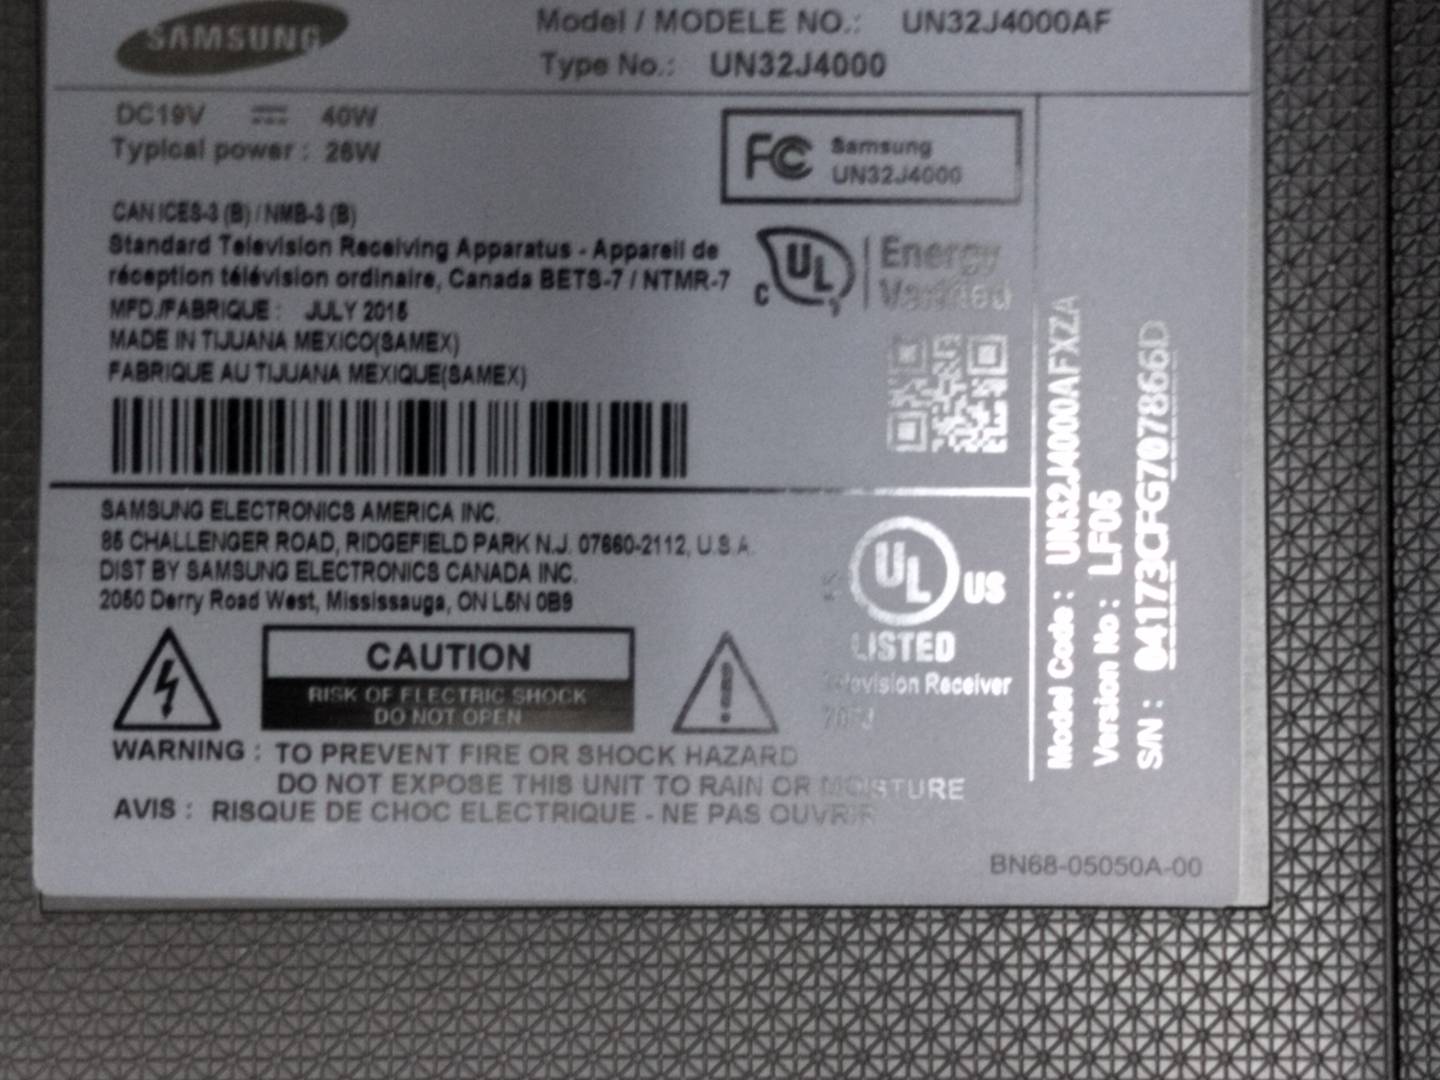 SAMSUNG
Model / MODELE NO.: UN32J4000AF
Type No.: UN32J4000
DC19V ⎓ 40W
Typical power : 26W
FC Samsung
UN32J4000
CAN ICES-3 (B) / NMB-3 (B)
Standard Television Receiving Apparatus - Appareil de
réception télévision ordinaire, Canada BETS-7 / NTMR-7
MFD./FABRIQUE : JULY 2015
MADE IN TIJUANA MEXICO(SAMEX)
FABRIQUE AU TIJUANA MEXIQUE(SAMEX)
C UL Energy
Verified
SAMSUNG ELECTRONICS AMERICA INC.
85 CHALLENGER ROAD, RIDGEFIELD PARK N.J. 07660-2112, U.S.A.
DIST BY SAMSUNG ELECTRONICS CANADA INC.
2050 Derry Road West, Mississauga, ON L5N 0B9
UL US
LISTED
Television Receiver
CAUTION
RISK OF ELECTRIC SHOCK
DO NOT OPEN
WARNING : TO PREVENT FIRE OR SHOCK HAZARD
DO NOT EXPOSE THIS UNIT TO RAIN OR MOISTURE
AVIS : RISQUE DE CHOC ELECTRIQUE - NE PAS OUVRIR
Model Code : UN32J4000AFXZA
Version No : LF05
S/N : 04173CFG707866D
BN68-05050A-00